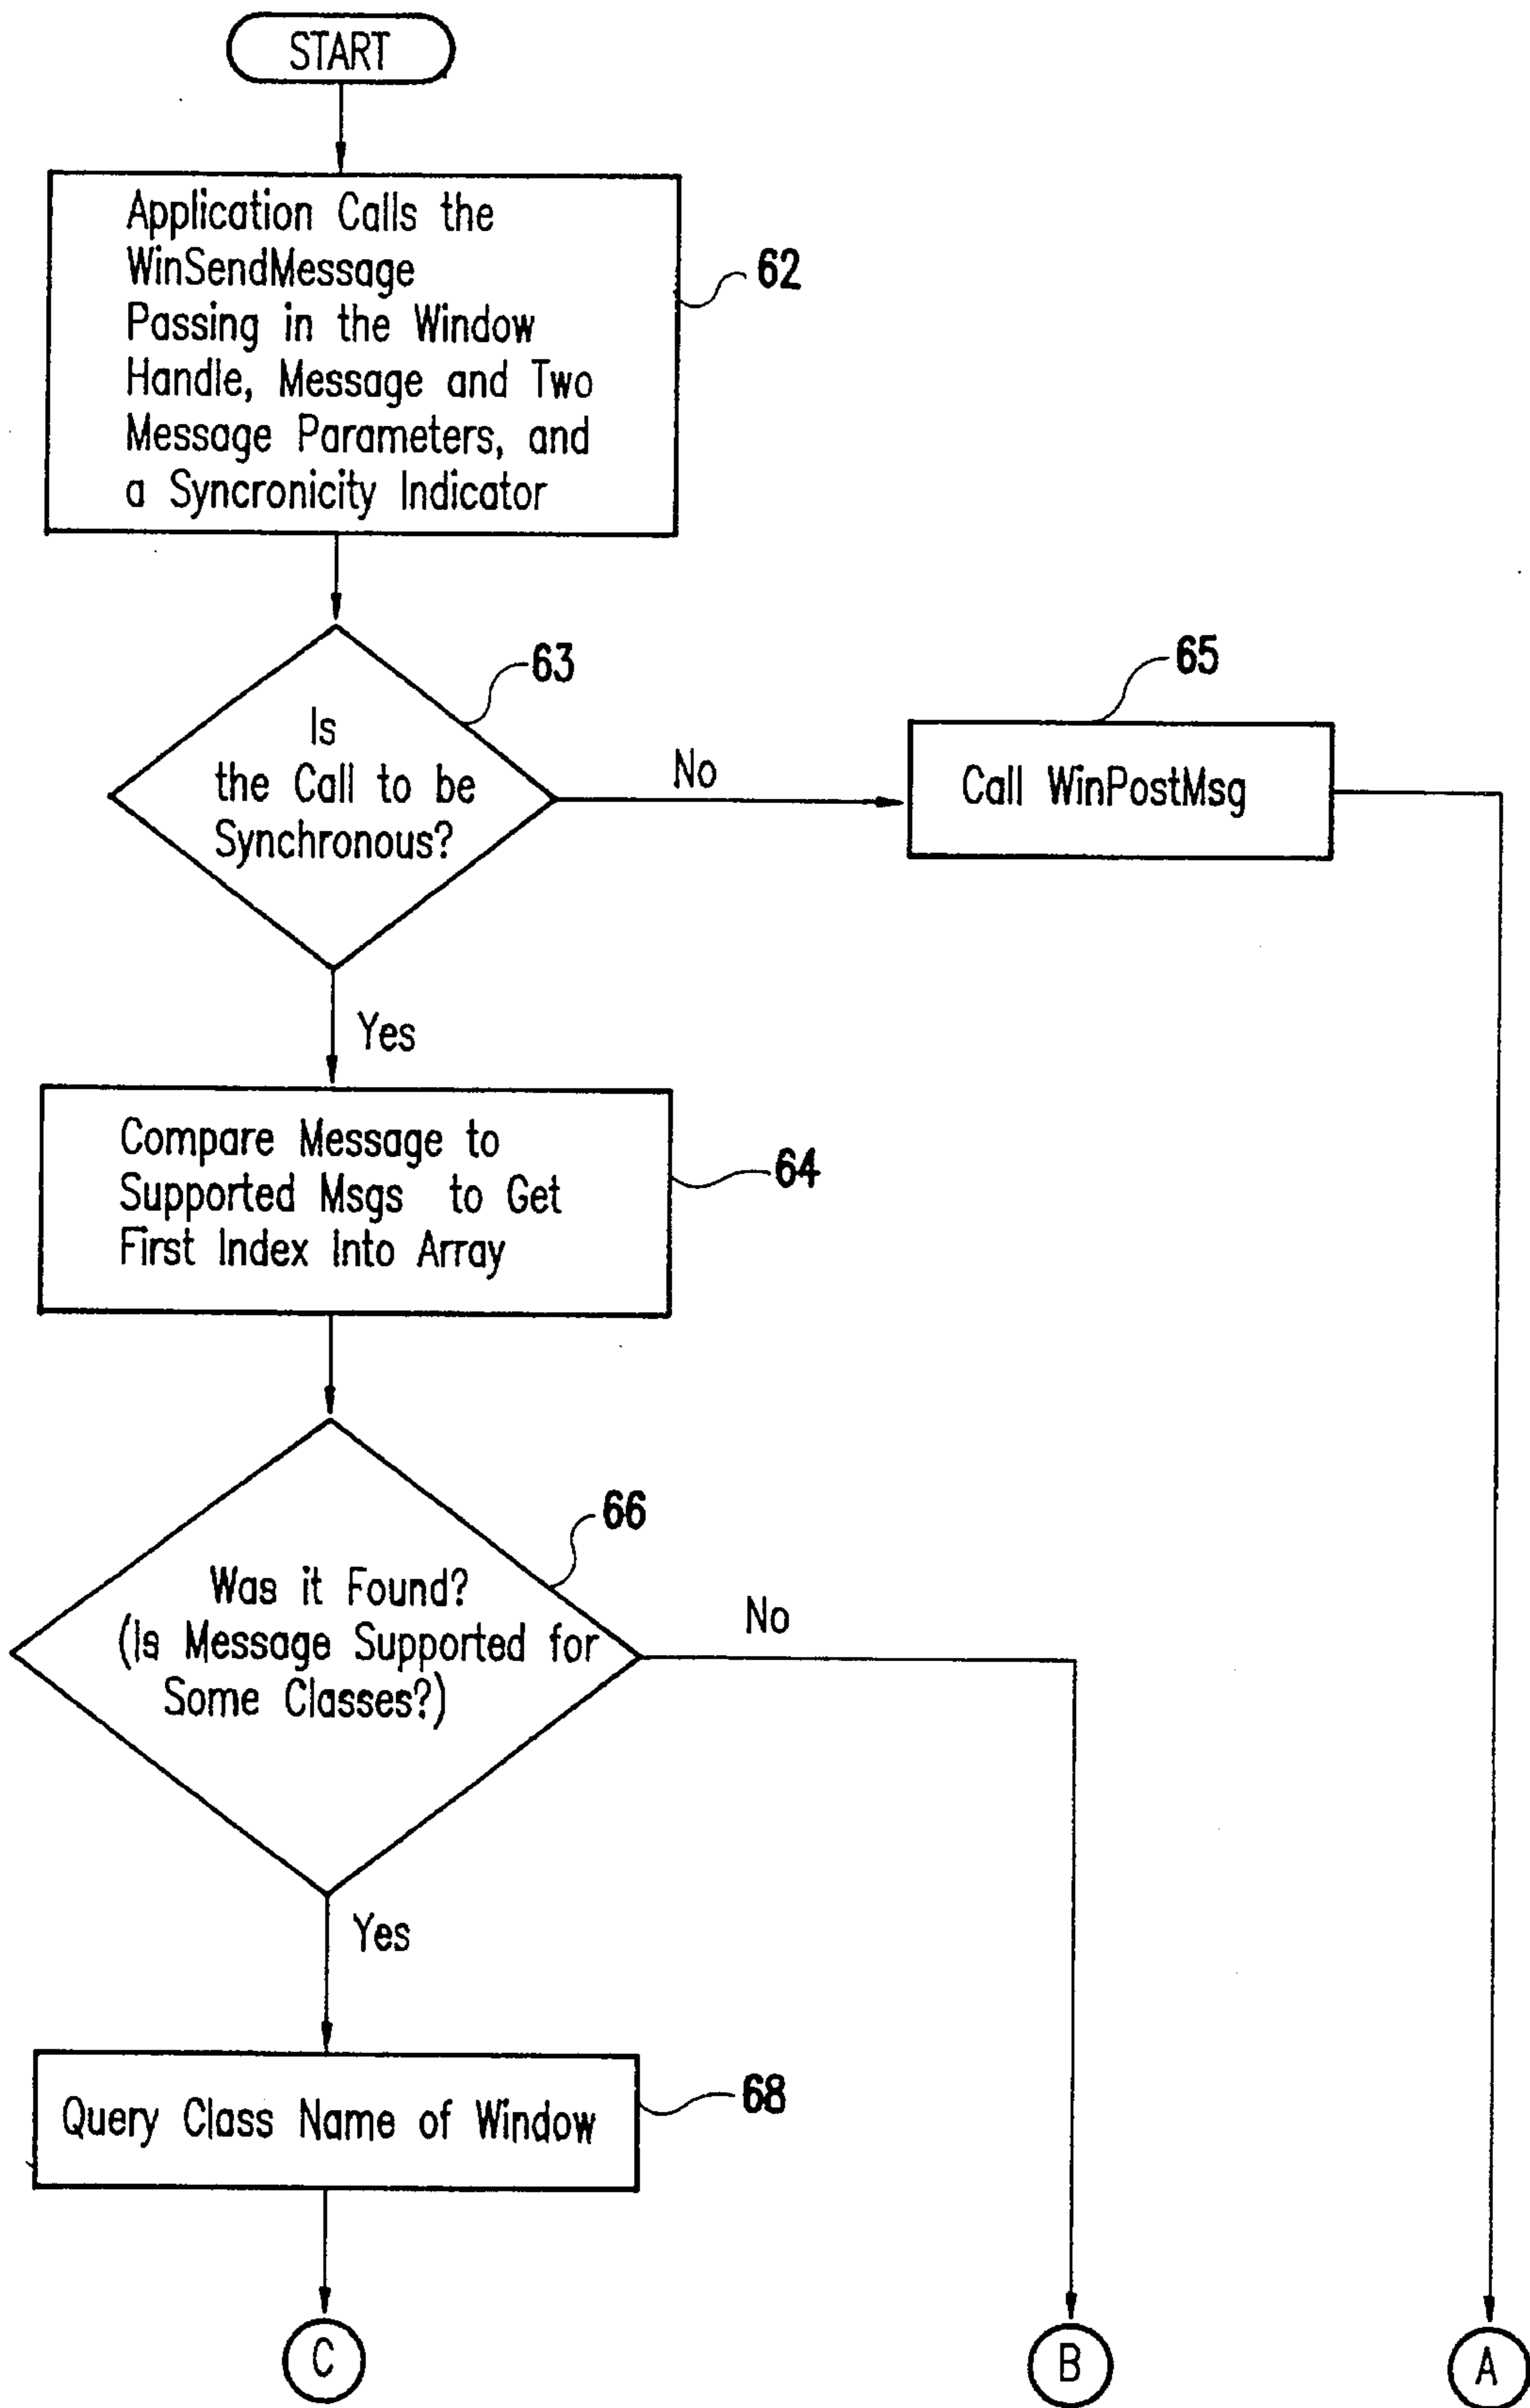 START
Application Calls the
WinSendMessage
Passing in the Window
Handle, Message and Two
Message Parameters, and
a Syncronicity Indicator
62
63
Is
the Call to be
Synchronous?
No
65
Call WinPostMsg
Yes
Compare Message to
Supported Msgs to Get
First Index Into Array
64
66
Was it Found?
(Is Message Supported for
Some Classes?)
No
Yes
Query Class Name of Window
68
C
B
A